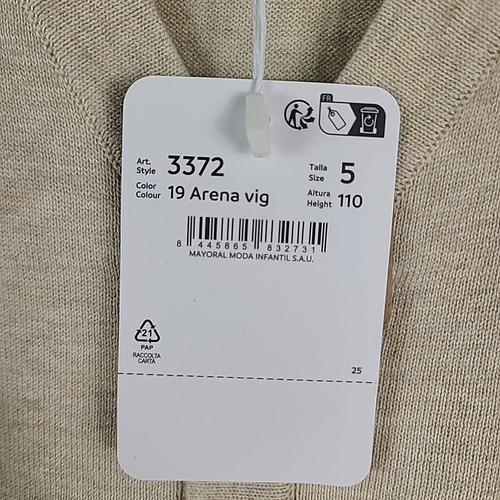 FR
Art. Style 3372 Talla Size 5
Color Colour 19 Arena vig Altura Height 110
8 445865 832731
MAYORAL MODA INFANTIL S.A.U.
21
PAP
RACCOLTA
CARTA
25